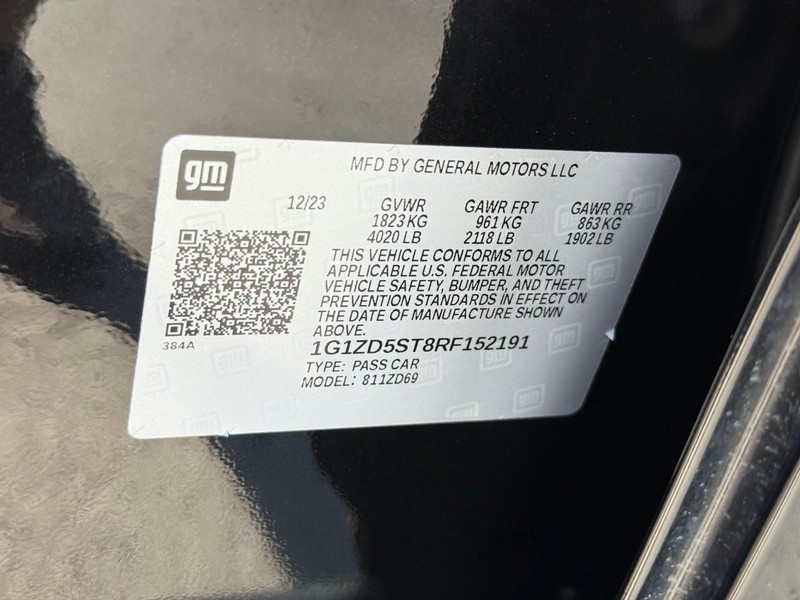 gm
MFD BY GENERAL MOTORS LLC
12/23 GVWR GAWR FRT GAWR RR
1823 KG 961 KG 863 KG
4020 LB 2118 LB 1902 LB
THIS VEHICLE CONFORMS TO ALL
APPLICABLE U.S. FEDERAL MOTOR
VEHICLE SAFETY, BUMPER, AND THEFT
PREVENTION STANDARDS IN EFFECT ON
THE DATE OF MANUFACTURE SHOWN
ABOVE.
384A
1G1ZD5ST8RF152191
TYPE: PASS CAR
MODEL: 811ZD69